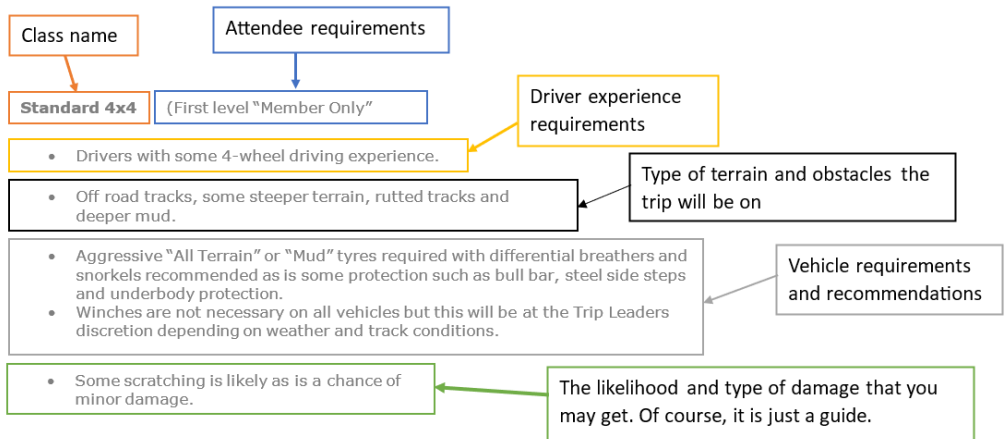 Class name
Attendee requirements
Standard 4x4
(First level “Member Only”
Driver experience
requirements
• Drivers with some 4-wheel driving experience.
Type of terrain and obstacles the
trip will be on
• Off road tracks, some steeper terrain, rutted tracks and
deeper mud.
• Aggressive “All Terrain” or “Mud” tyres required with differential breathers and
snorkels recommended as is some protection such as bull bar, steel side steps
and underbody protection.
• Winches are not necessary on all vehicles but this will be at the Trip Leaders
discretion depending on weather and track conditions.
Vehicle requirements
and recommendations
• Some scratching is likely as is a chance of
minor damage.
The likelihood and type of damage that you
may get. Of course, it is just a guide.